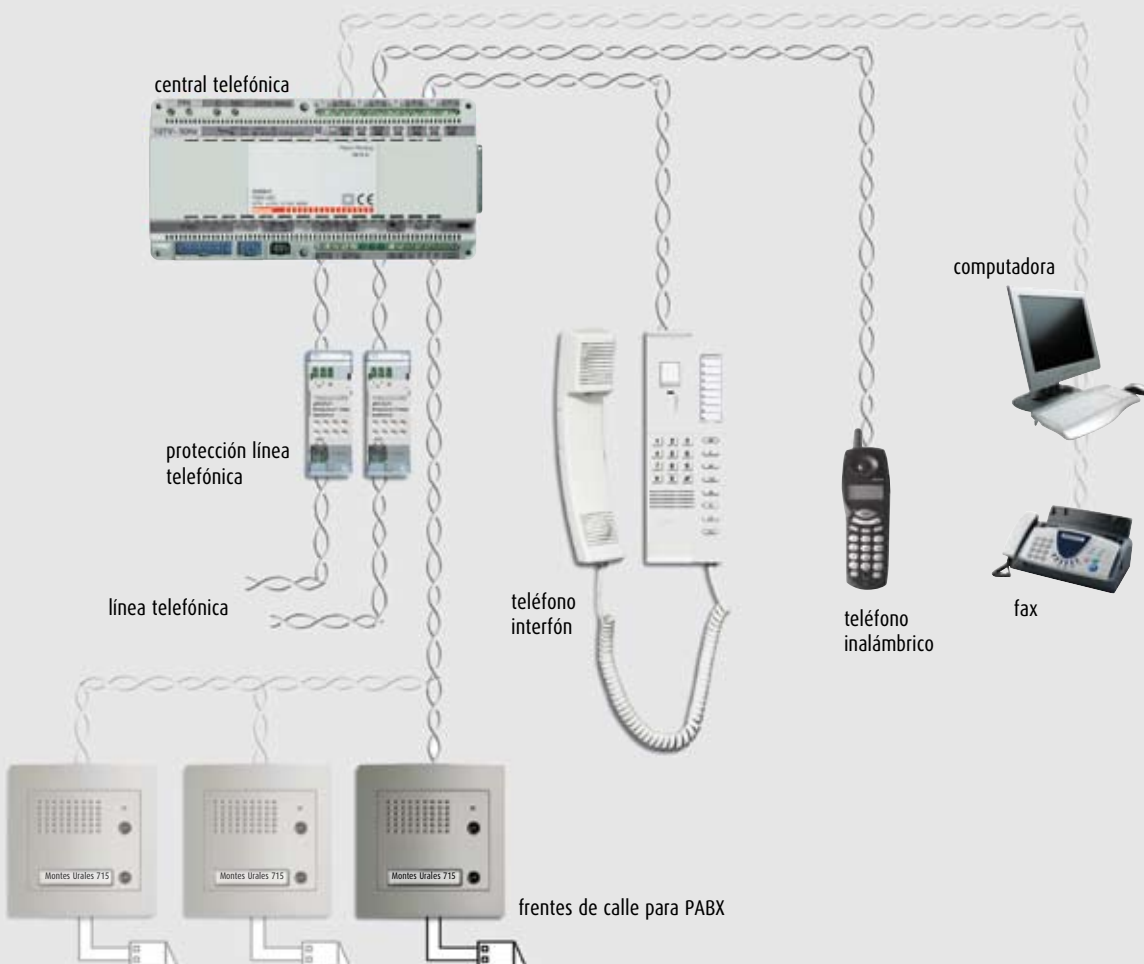 central telefónica
computadora
protección línea
telefónica
línea telefónica
teléfono
interfón
teléfono
inalámbrico
fax
Montes Urales 715
Montes Urales 715
Montes Urales 715
frentes de calle para PABX